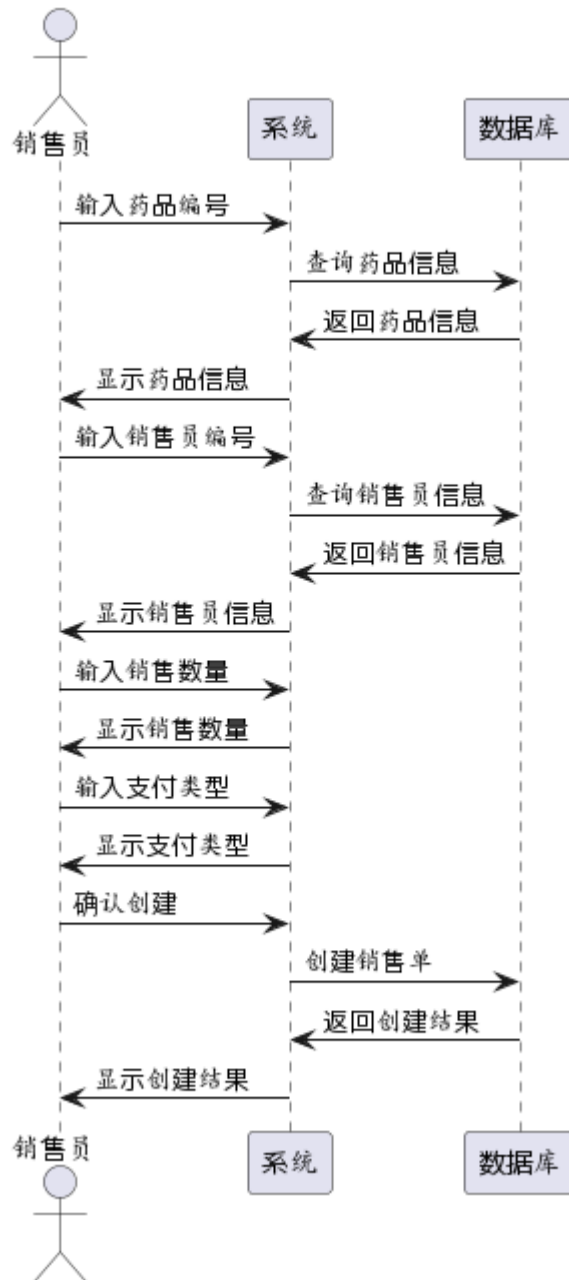 销售员
系统
数据库
输入药品编号
查询药品信息
返回药品信息
显示药品信息
输入销售员编号
查询销售员信息
返回销售员信息
显示销售员信息
输入销售数量
显示销售数量
输入支付类型
显示支付类型
确认创建
创建销售单
返回创建结果
显示创建结果
销售员
系统
数据库